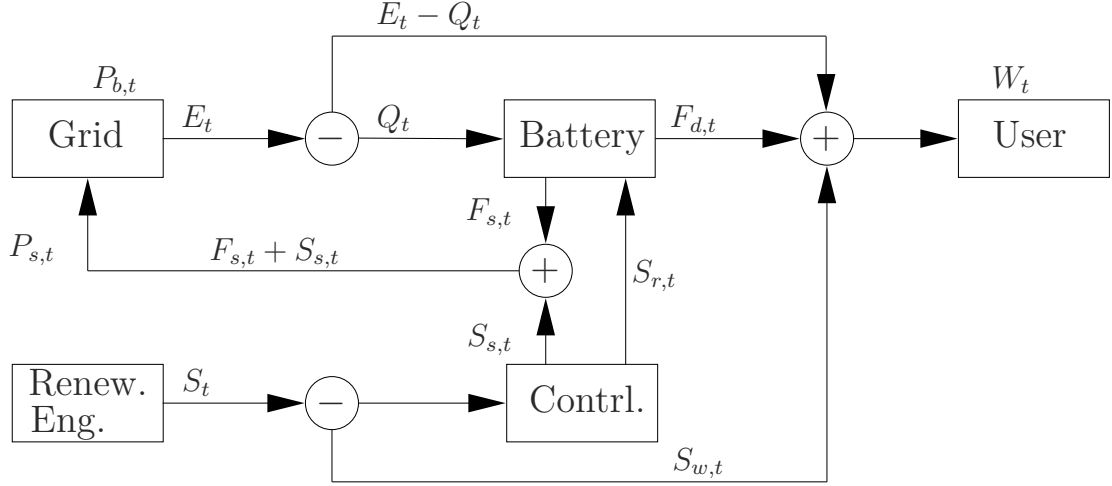 E_t − Q_t
P_{b,t}
W_t
Grid
E_t
−
Q_t
Battery
F_{d,t}
+
User
F_{s,t}
P_{s,t}
F_{s,t} + S_{s,t}
+
S_{r,t}
S_{s,t}
Renew.
Eng.
S_t
−
Contrl.
S_{w,t}